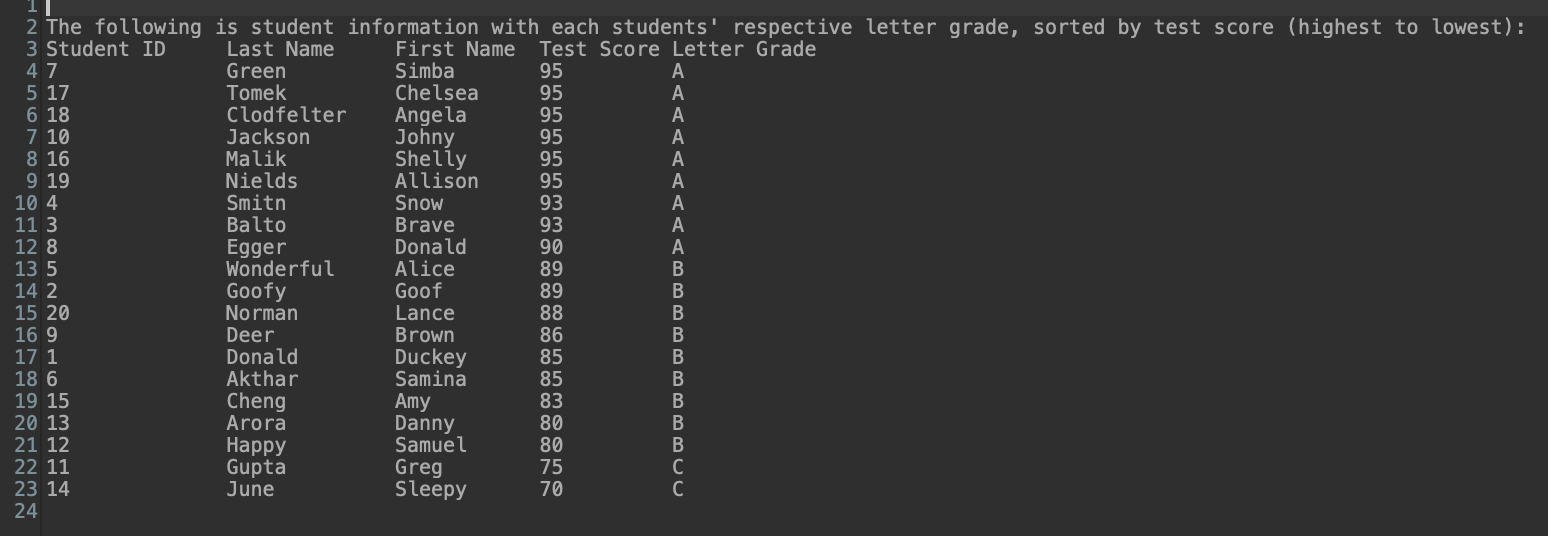 1
2 The following is student information with each students' respective letter grade, sorted by test score (highest to lowest):
3 Student ID Last Name First Name Test Score Letter Grade
4 7 Green Simba 95 A
5 17 Tomek Chelsea 95 A
6 18 Clodfelter Angela 95 A
7 10 Jackson Johny 95 A
8 16 Malik Shelly 95 A
9 19 Nields Allison 95 A
10 4 Smitn Snow 93 A
11 3 Balto Brave 93 A
12 8 Egger Donald 90 A
13 5 Wonderful Alice 89 B
14 2 Goofy Goof 89 B
15 20 Norman Lance 88 B
16 9 Deer Brown 86 B
17 1 Donald Duckey 85 B
18 6 Akthar Samina 85 B
19 15 Cheng Amy 83 B
20 13 Arora Danny 80 B
21 12 Happy Samuel 80 B
22 11 Gupta Greg 75 C
23 14 June Sleepy 70 C
24